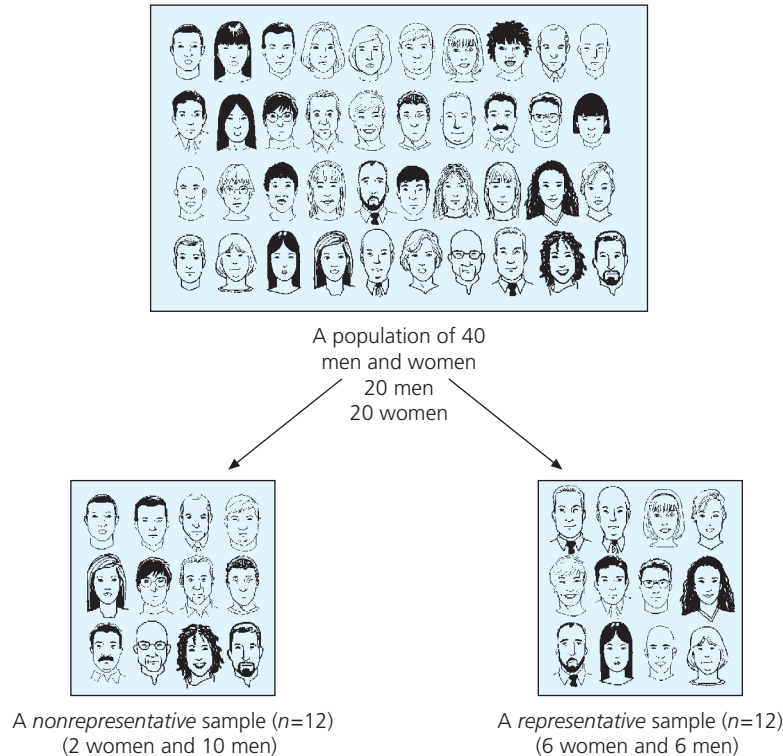 A population of 40
men and women
20 men
20 women
A nonrepresentative sample (n=12)
(2 women and 10 men)
A representative sample (n=12)
(6 women and 6 men)